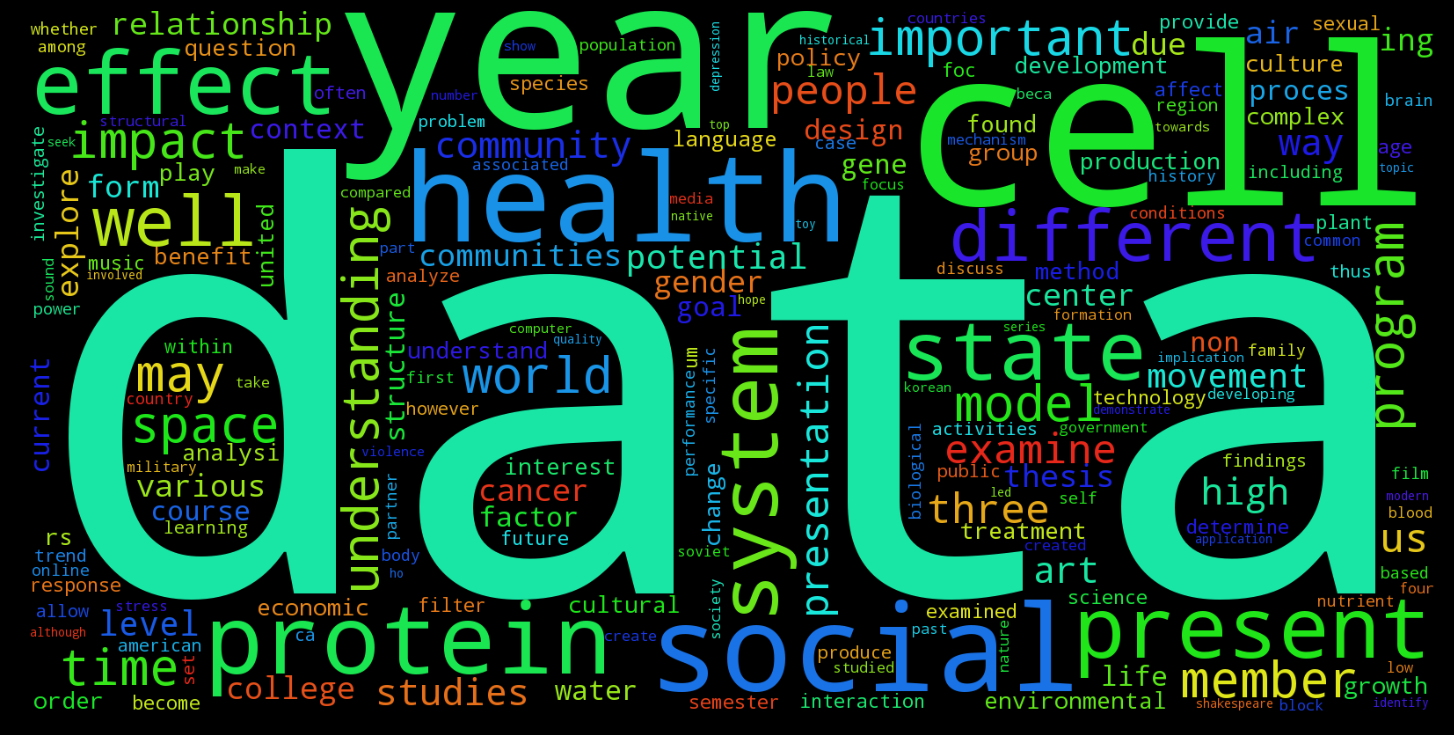 whether
relationship
year
important
countries
provide
sexual
among
question
show
population
depression
historical
due
air
ing
effect
often
number
species
policy
law
foc
development
culture
people
beca
affect
proces
brain
structural
context
problem
top
design
case
found
region
complex
cell
seek
impact
community
language
mechanism
towards
way
age
investigate
play
make
associated
gene
group
production
history
including
topic
form
compared
health
media
focus
explore
well
united
native
toy
different
conditions
plant
music
benefit
part
communities
potential
discuss
method
common
program
sound
involved
understanding
analyze
gender
thus
power
structure
goal
hope
center
formation
data
within
computer
quality
system
presentation
state
series
non
family
implication
may
take
understand
world
um
specific
movement
current
country
first
korean
model
technology
developing
space
however
performance
demonstrate
analysi
violence
activities
government
military
interest
biological
examine
findings
various
cancer
change
public
thesis
film
course
partner
factor
three
led
self
high
modern
learning
future
treatment
determine
blood
rs
body
soviet
created
application
us
trend
online
ho
art
based
response
society
science
four
allow
stress
economic
filter
cultural
examined
nutrient
although
level
ca
create
past
nature
present
american
protein
social
produce
time
set
studied
life
low
college
studies
water
member
growth
order
become
semester
interaction
environmental
shakespeare
block
identify